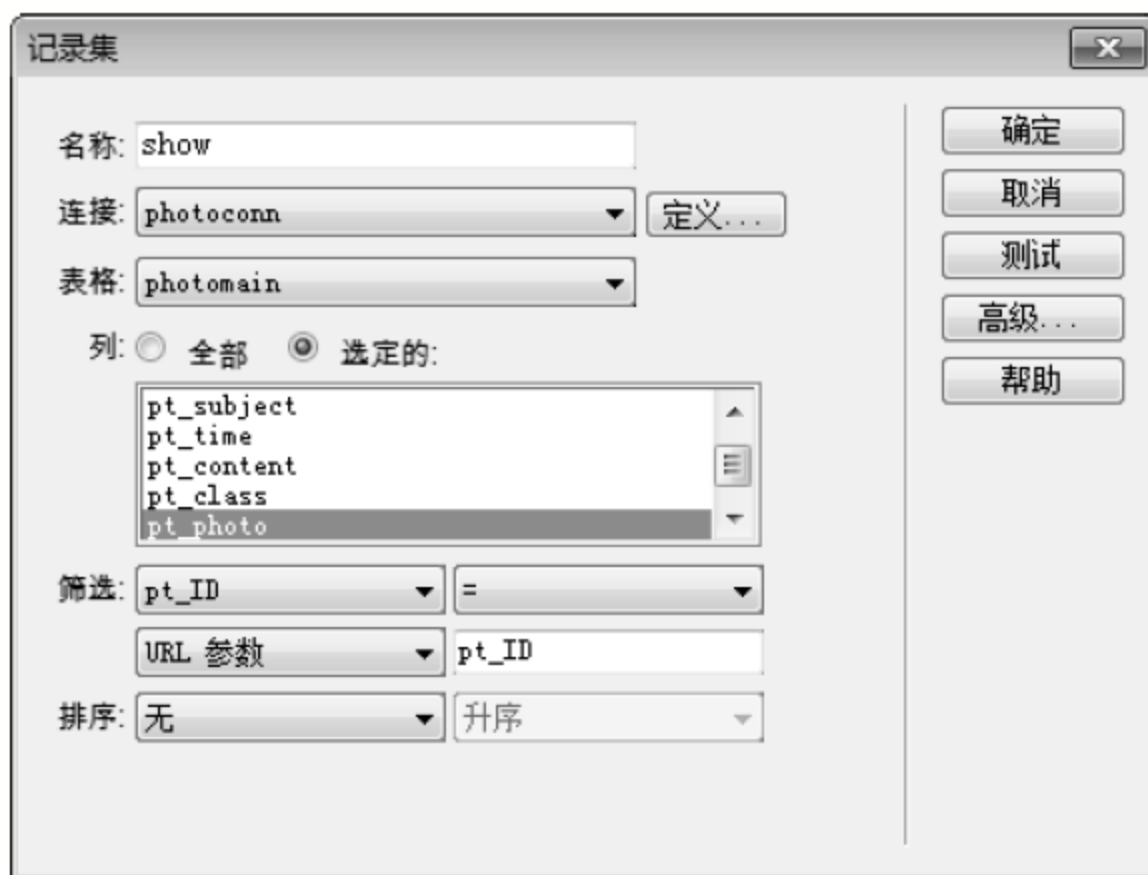 记录集
名称: show
连接: photoconn 定义...
表格: photomain
列: 全部 选定的:
pt_subject
pt_time
pt_content
pt_class
pt_photo
筛选: pt_ID =
URL 参数 pt_ID
排序: 无 升序
确定
取消
测试
高级...
帮助